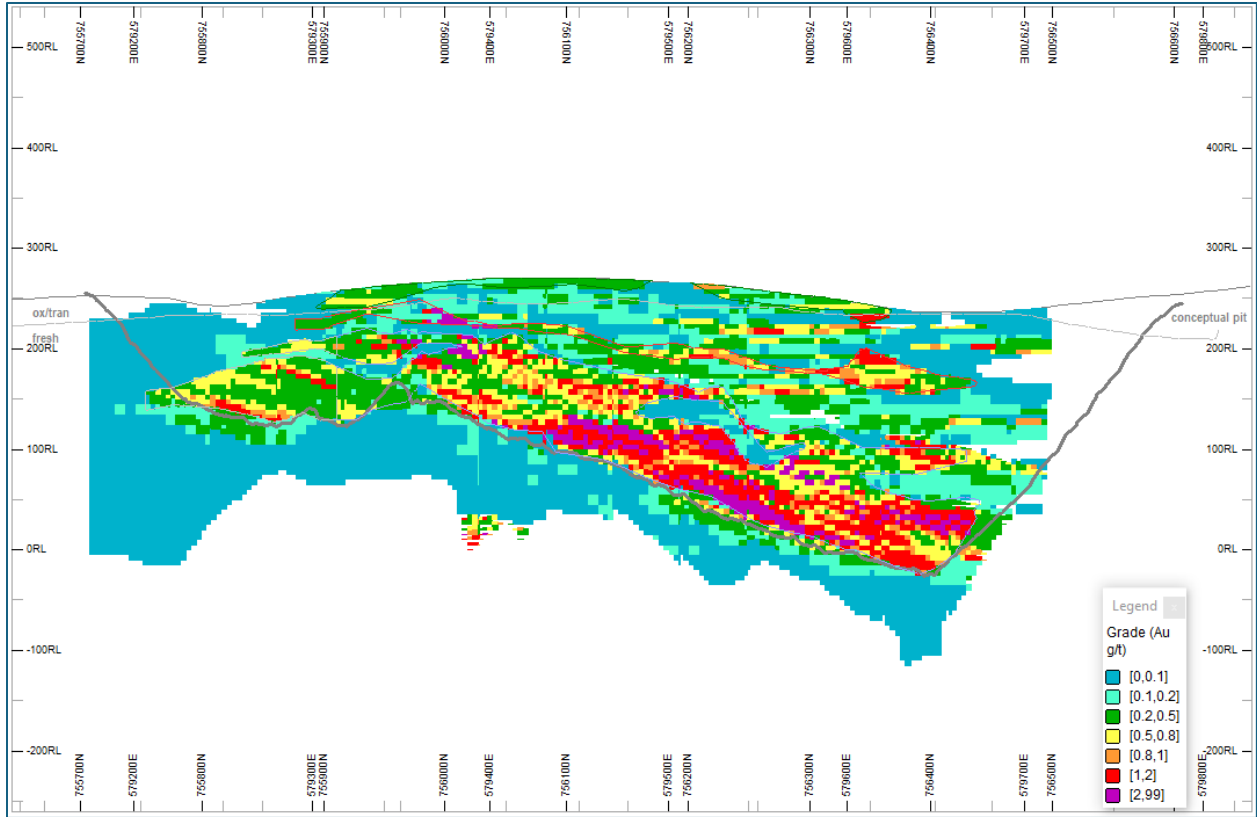 755700N 579200E 755800N 579300E 755900N 756000N 579400E 756100N 579500E 756200N 756300N 579600E 756400N 579700E 756500N 756600N 579800E
500RL 500RL
400RL 400RL
300RL 300RL
ox/tran
conceptual pit
fresh
200RL 200RL
100RL 100RL
0RL 0RL
Legend
Grade (Au
g/t)
[0,0.1]
[0.1,0.2]
[0.2,0.5]
[0.5,0.8]
[0.8,1]
[1,2]
[2,99]
-100RL -100RL
-200RL -200RL
755700N 579200E 755800N 579300E 755900N 756000N 579400E 756100N 579500E 756200N 756300N 579600E 756400N 579700E 756500N 579800E